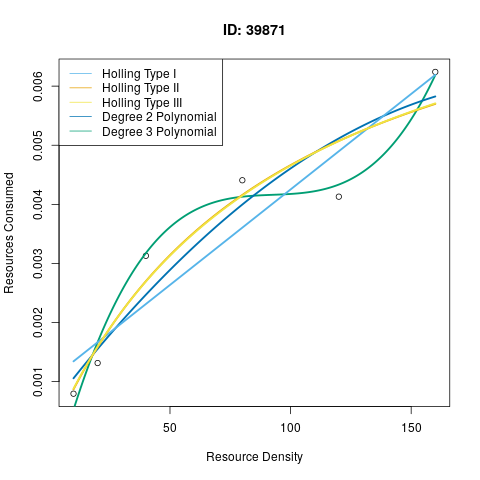 ID: 39871
Holling Type I
Holling Type II
Holling Type III
Degree 2 Polynomial
Degree 3 Polynomial
Resources Consumed
0.006
0.005
0.004
0.003
0.002
0.001
50
100
150
Resource Density